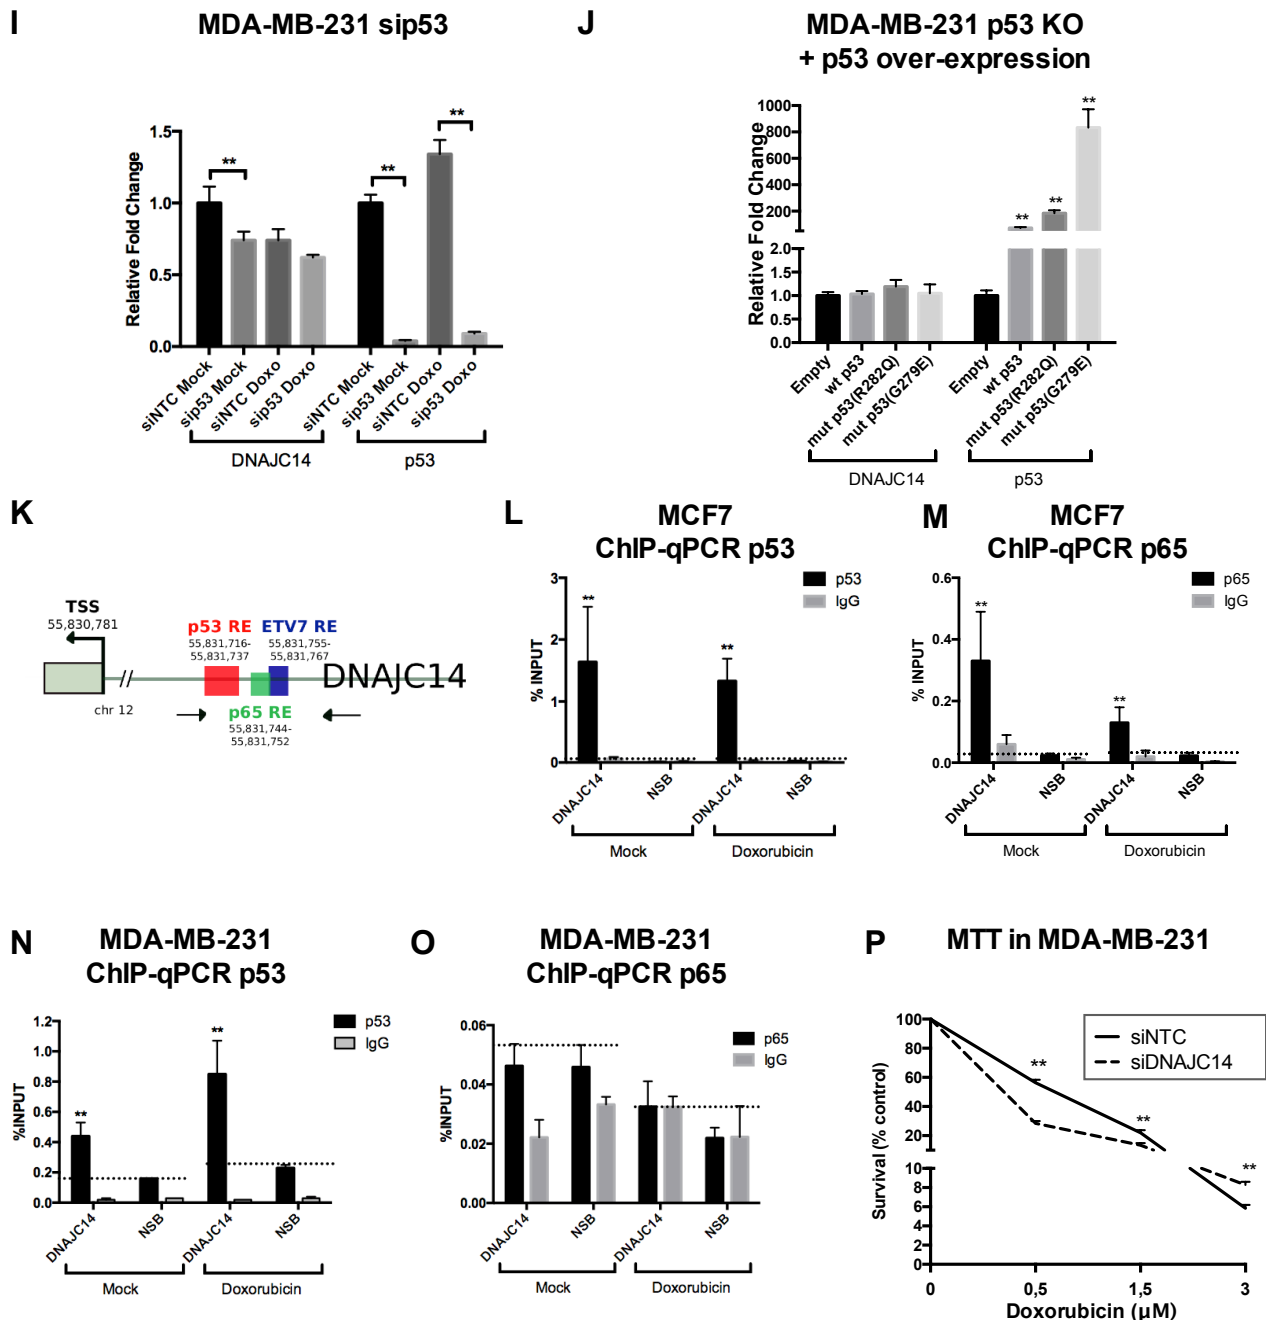 I
MDA-MB-231 sip53
Relative Fold Change
1.5
1.0
0.5
0.0
**
**
**
siNTC Mock
sip53 Mock
siNTC Doxo
sip53 Doxo
siNTC Mock
sip53 Mock
siNTC Doxo
sip53 Doxo
DNAJC14
p53
J
MDA-MB-231 p53 KO
+ p53 over-expression
Relative Fold Change
1000
800
600
400
200
2.0
1.5
1.0
0.5
0.0
**
**
**
Empty
wt p53
mut p53(R282Q)
mut p53(G279E)
Empty
wt p53
mut p53(R282Q)
mut p53(G279E)
DNAJC14
p53
K
TSS
55,830,781
//
chr 12
p53 RE
55,831,716-
55,831,737
ETV7 RE
55,831,755-
55,831,767
DNAJC14
p65 RE
55,831,744-
55,831,752
L
MCF7
ChIP-qPCR p53
% INPUT
3
2
1
0
**
**
p53
IgG
DNAJC14
NSB
DNAJC14
NSB
Mock
Doxorubicin
M
MCF7
ChIP-qPCR p65
% INPUT
0.6
0.4
0.2
0.0
**
**
p65
IgG
DNAJC14
NSB
DNAJC14
NSB
Mock
Doxorubicin
N
MDA-MB-231
ChIP-qPCR p53
%INPUT
1.2
1.0
0.8
0.6
0.4
0.2
0.0
**
**
p53
IgG
DNAJC14
NSB
DNAJC14
NSB
Mock
Doxorubicin
O
MDA-MB-231
ChIP-qPCR p65
%INPUT
0.06
0.04
0.02
0.00
p65
IgG
DNAJC14
NSB
DNAJC14
NSB
Mock
Doxorubicin
P
MTT in MDA-MB-231
Survival (% control)
100
80
60
40
20
10
8
6
4
2
0
**
**
**
siNTC
siDNAJC14
0
0,5
1,5
3
Doxorubicin (μM)